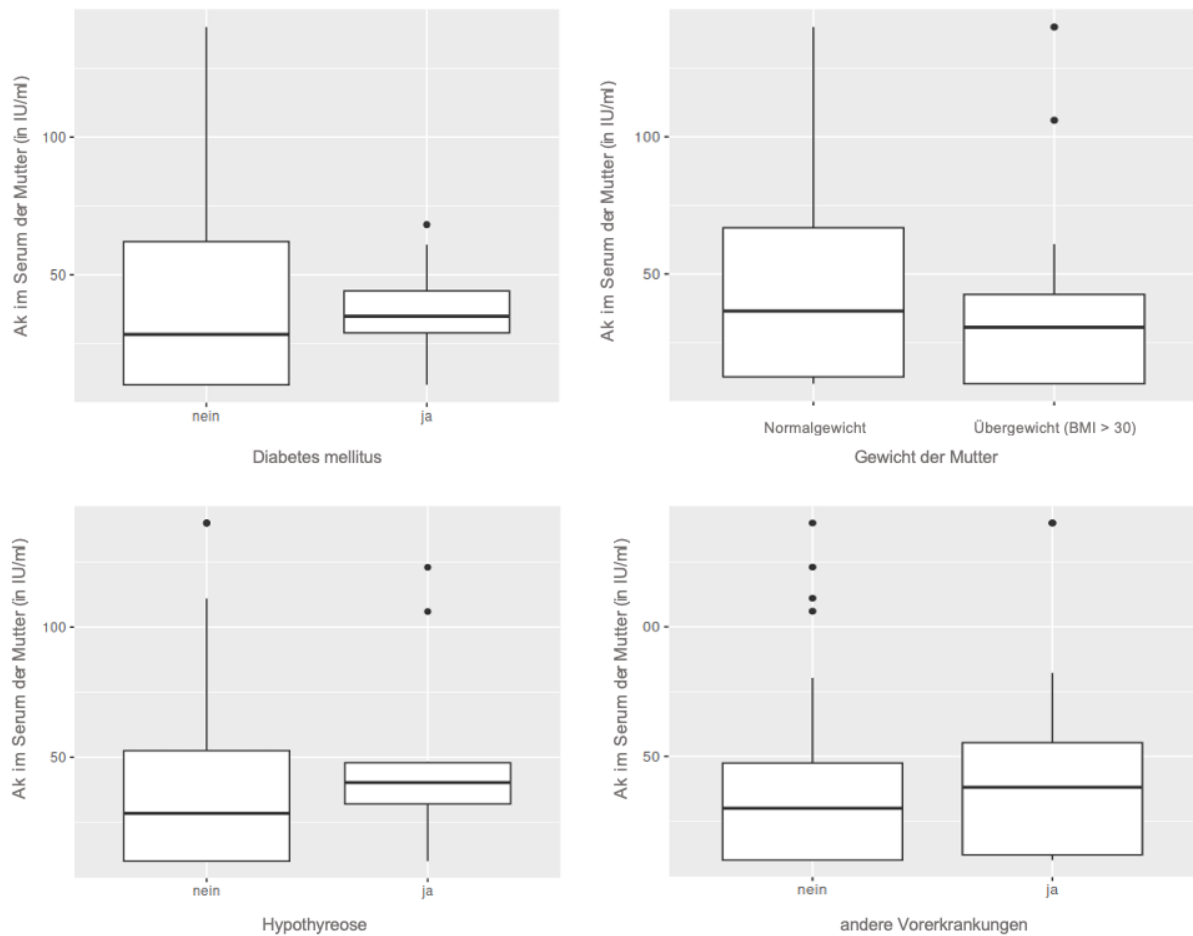 Ak im Serum der Mutter (in IU/ml)
100
50
nein ja
Diabetes mellitus
Ak im Serum der Mutter (in IU/ml)
100
50
Normalgewicht Übergewicht (BMI > 30)
Gewicht der Mutter
Ak im Serum der Mutter (in IU/ml)
100
50
nein ja
Hypothyreose
Ak im Serum der Mutter (in IU/ml)
00
50
nein ja
andere Vorerkrankungen